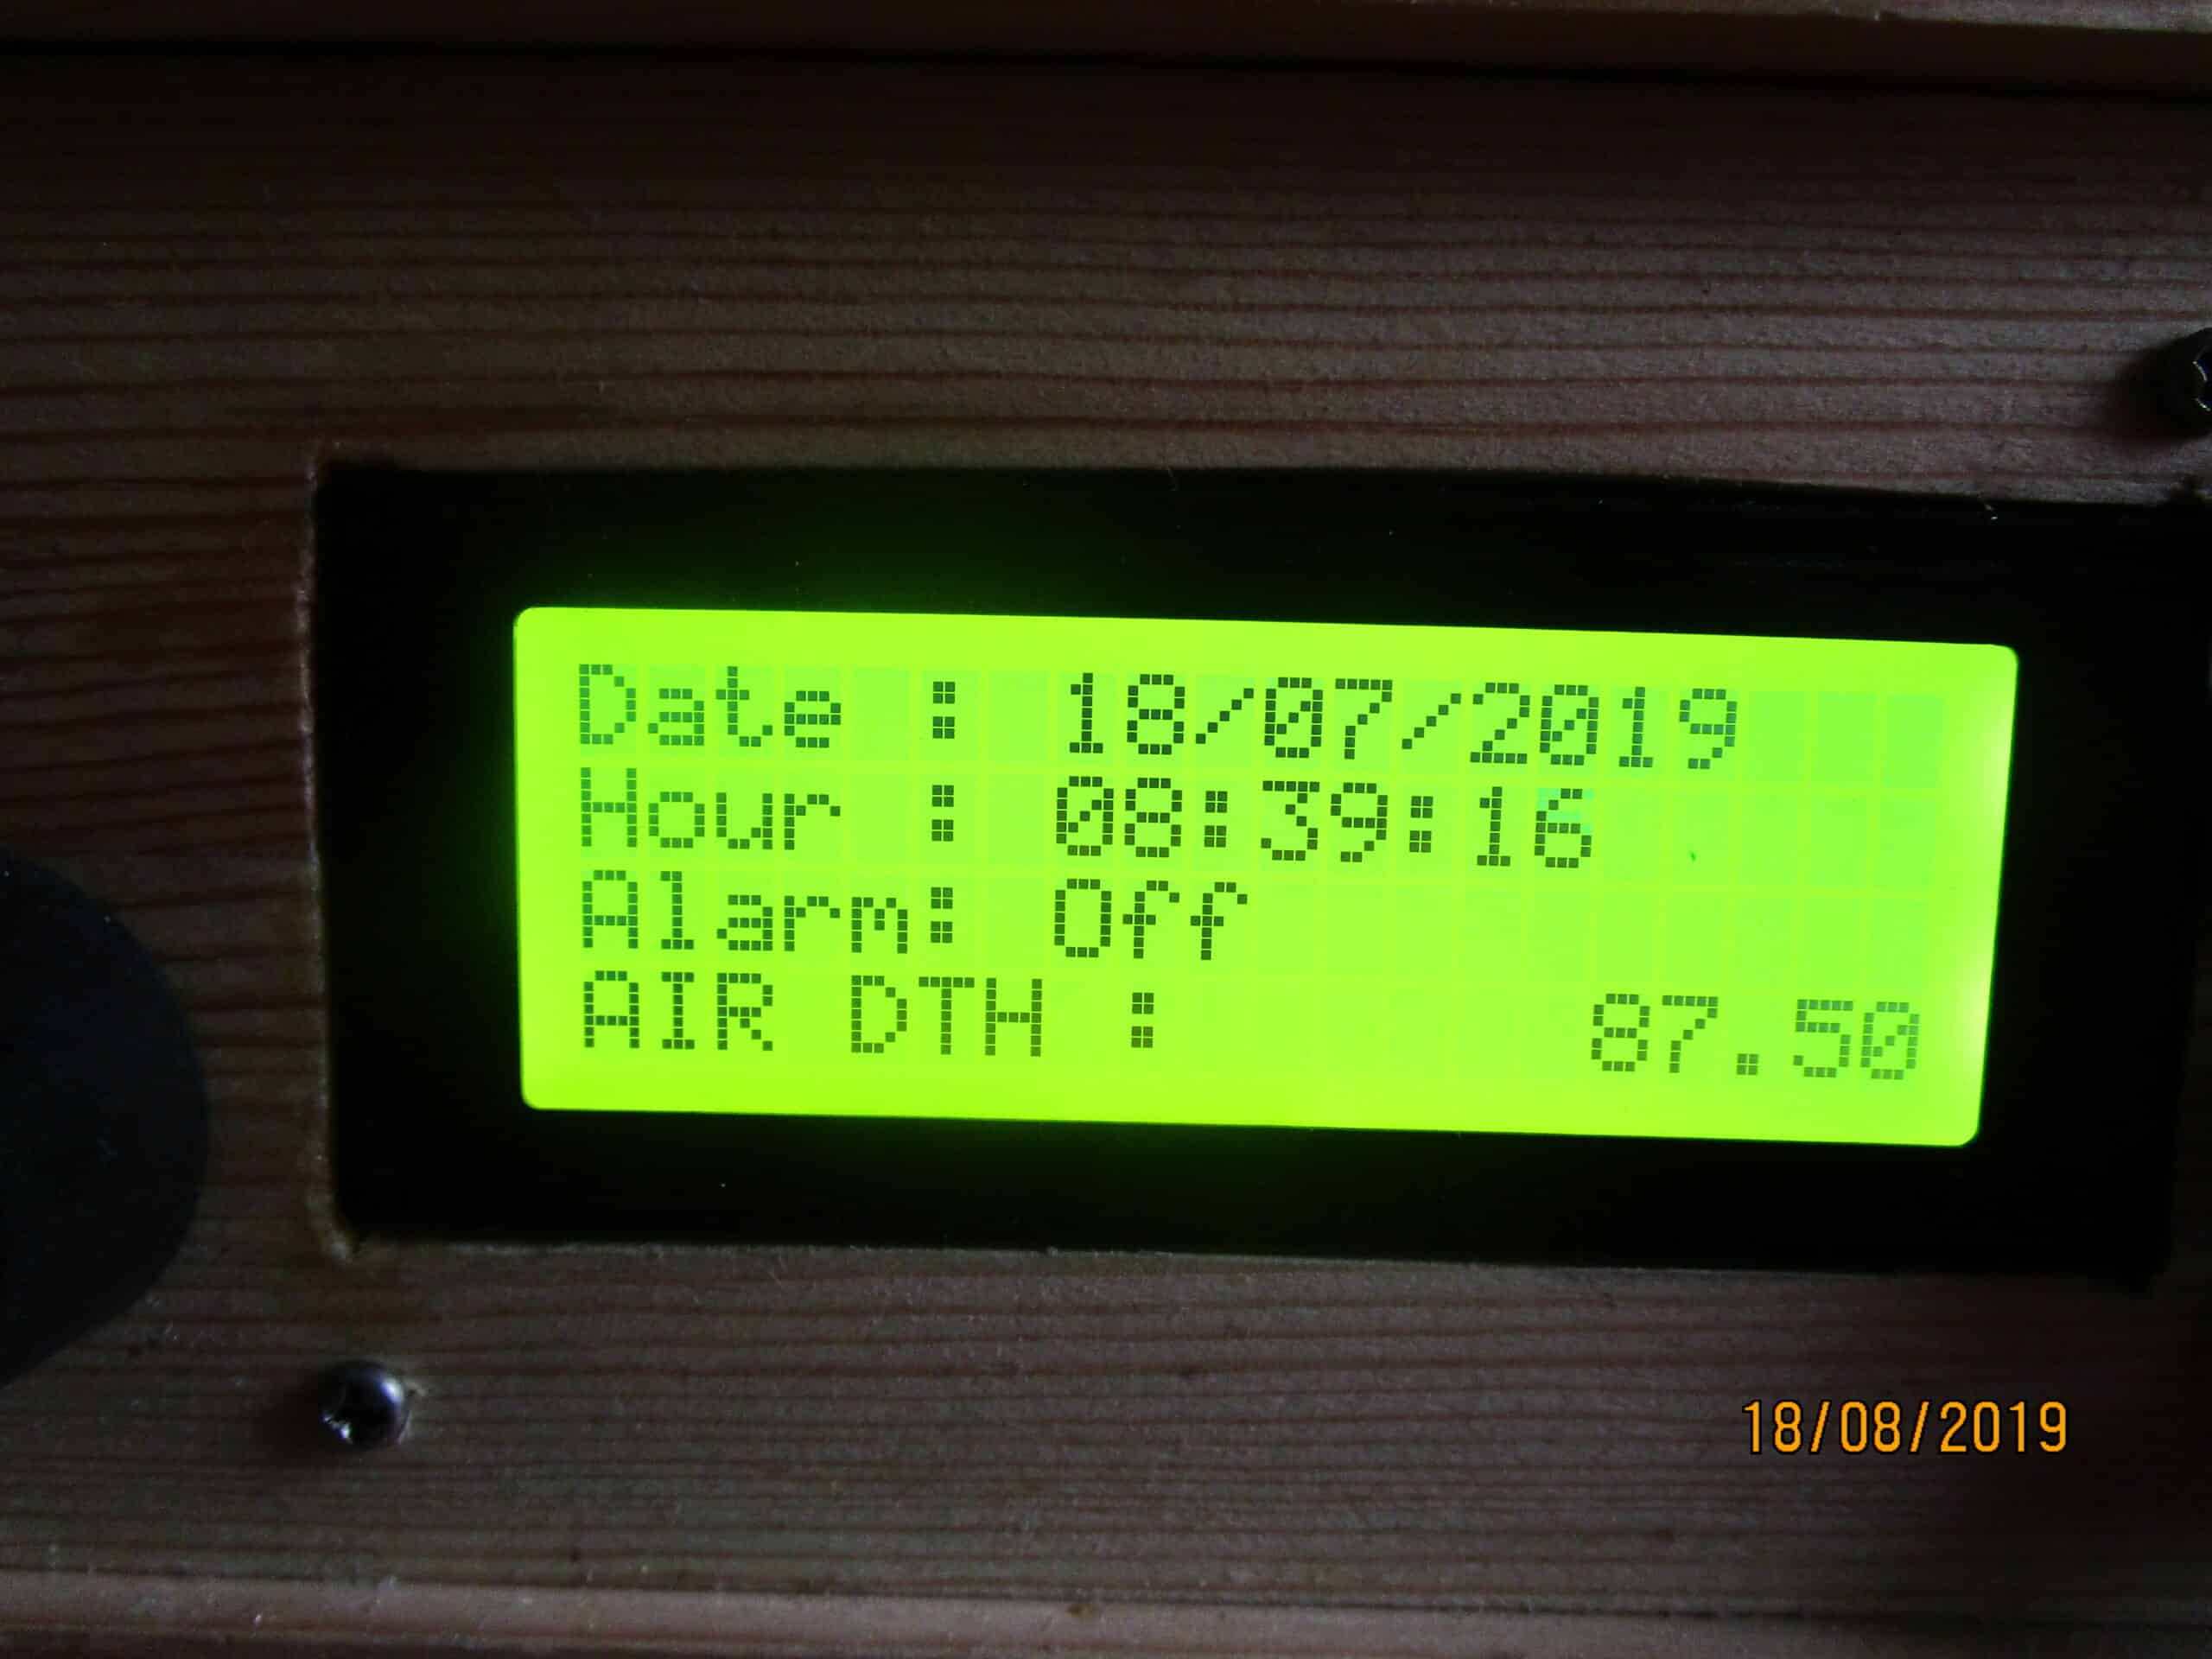 Date : 18/07/2019
Hour : 08:39:16
Alarm: Off
AIR DTH : 87.50
18/08/2019